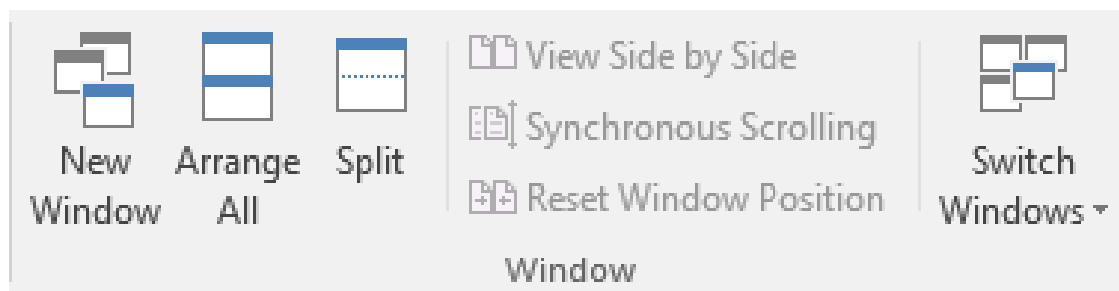 New
Window
Arrange
All
Split
View Side by Side
Synchronous Scrolling
Reset Window Position
Switch
Windows
Window